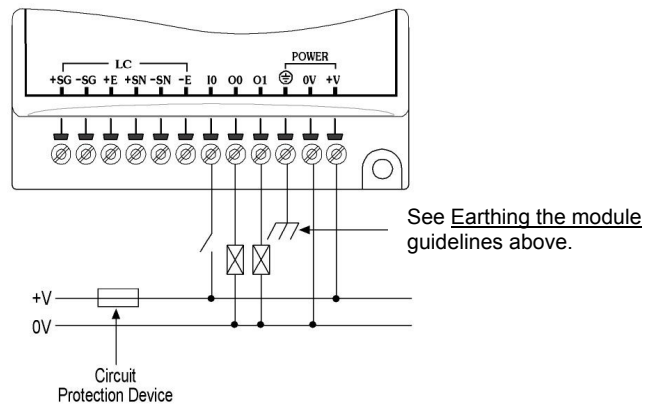 LC
POWER
+SG -SG +E +SN -SN -E I0 O0 O1 0V +V
See Earthing the module
guidelines above.
+V
0V
Circuit
Protection Device